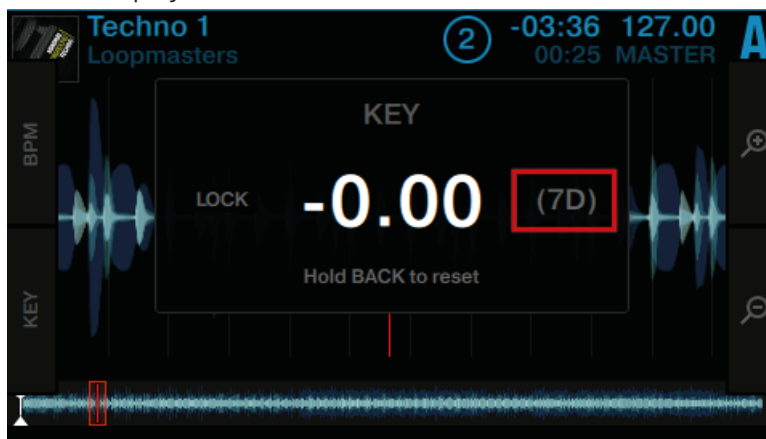 Techno 1
2
-03:36 127.00
A
Loopmasters
00:25 MASTER
BPM
KEY
LOCK
-0.00
(7D)
Hold BACK to reset
KEY